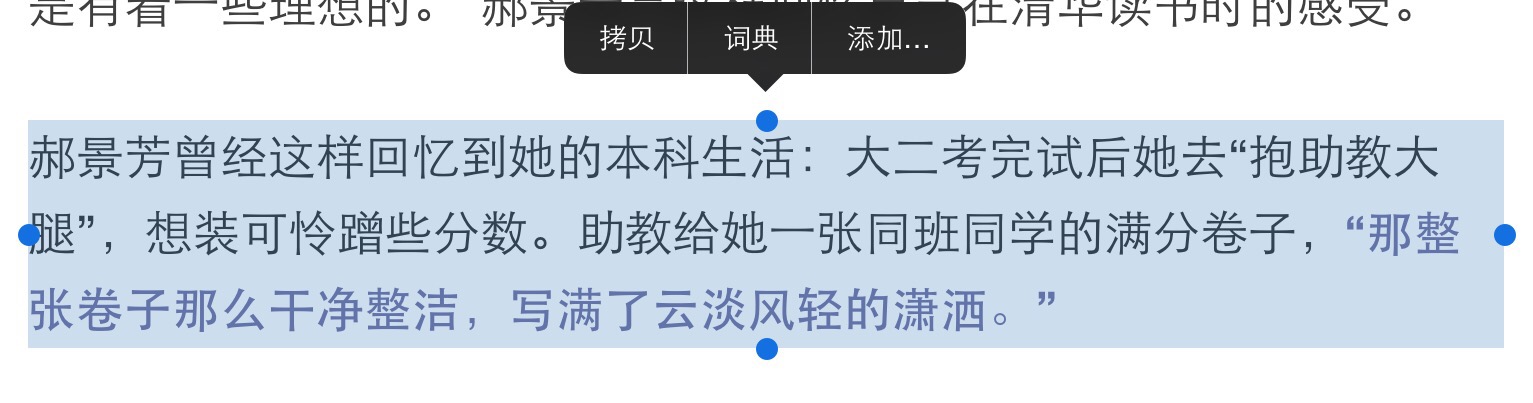 是有着一些理想的。 郝景 在清华读书时的感受。
拷贝 词典 添加...
郝景芳曾经这样回忆到她的本科生活：大二考完试后她去“抱助教大
腿”，想装可怜蹭些分数。助教给她一张同班同学的满分卷子，“那整
张卷子那么干净整洁，写满了云淡风轻的潇洒。”